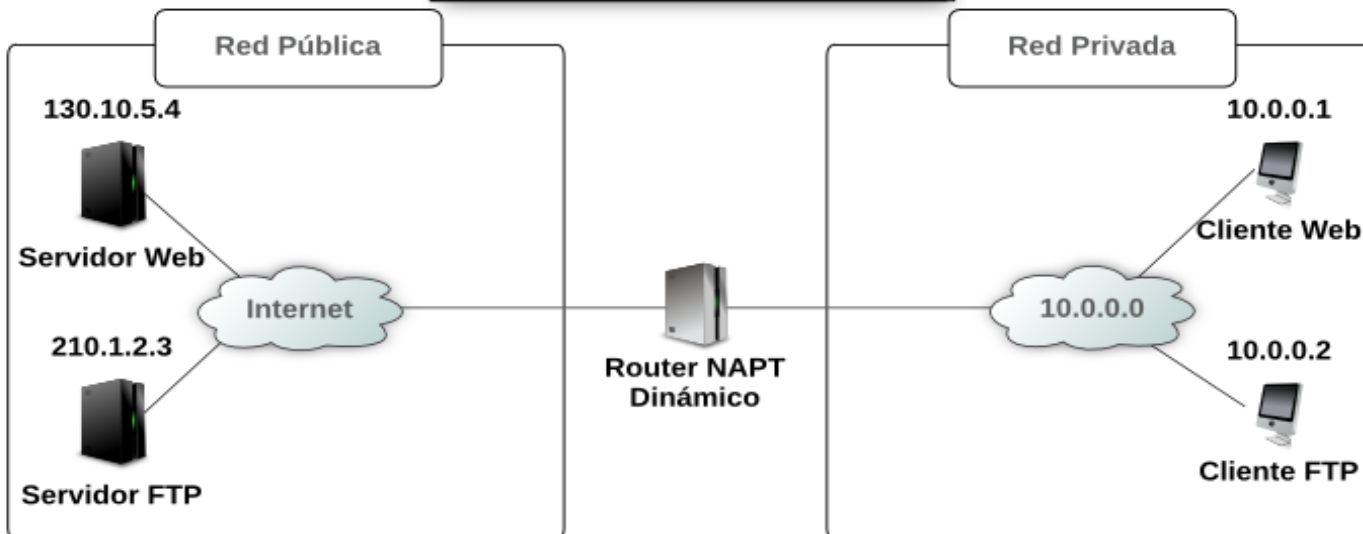 Red Pública
Red Privada
130.10.5.4
10.0.0.1
Servidor Web
Cliente Web
Internet
10.0.0.0
210.1.2.3
10.0.0.2
Router NAPT
Dinámico
Servidor FTP
Cliente FTP